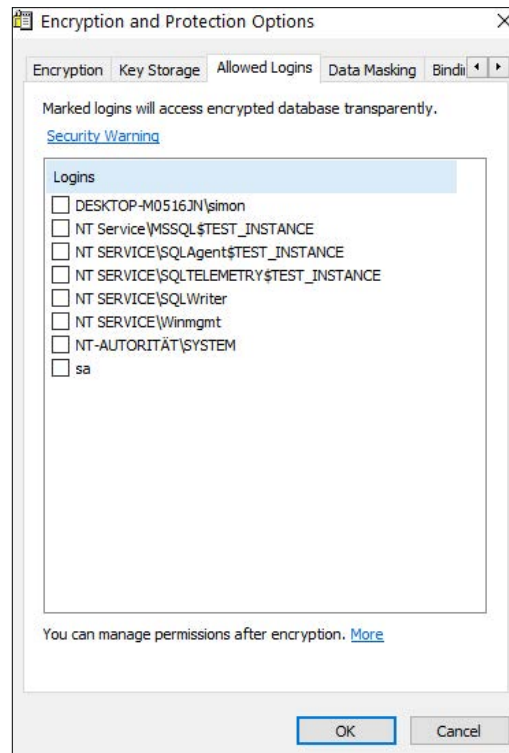 Encryption and Protection Options
Encryption Key Storage Allowed Logins Data Masking
Marked logins will access encrypted database transparently.
Security Warning
Logins
DESKTOP-M0516JN\simon
NT Service\MSSQL$TEST_INSTANCE
NT SERVICE\SQLAgent$TEST_INSTANCE
NT SERVICE\SQLTELEMETRY$TEST_INSTANCE
NT SERVICE\SQLWriter
NT SERVICE\Winmgmt
NT-AUTORITÄT\SYSTEM
sa
You can manage permissions after encryption. More
OK Cancel